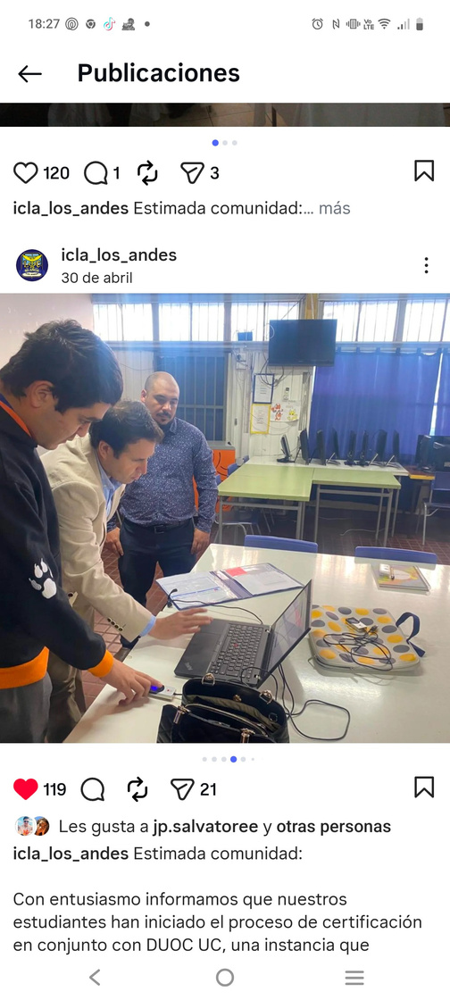 18:27
Vo LTE
Publicaciones
120 1 3
icla_los_andes Estimada comunidad:... más
icla_los_andes
30 de abril
119 21
Les gusta a jp.salvatoree y otras personas
icla_los_andes Estimada comunidad:
Con entusiasmo informamos que nuestros
estudiantes han iniciado el proceso de certificación
en conjunto con DUOC UC, una instancia que